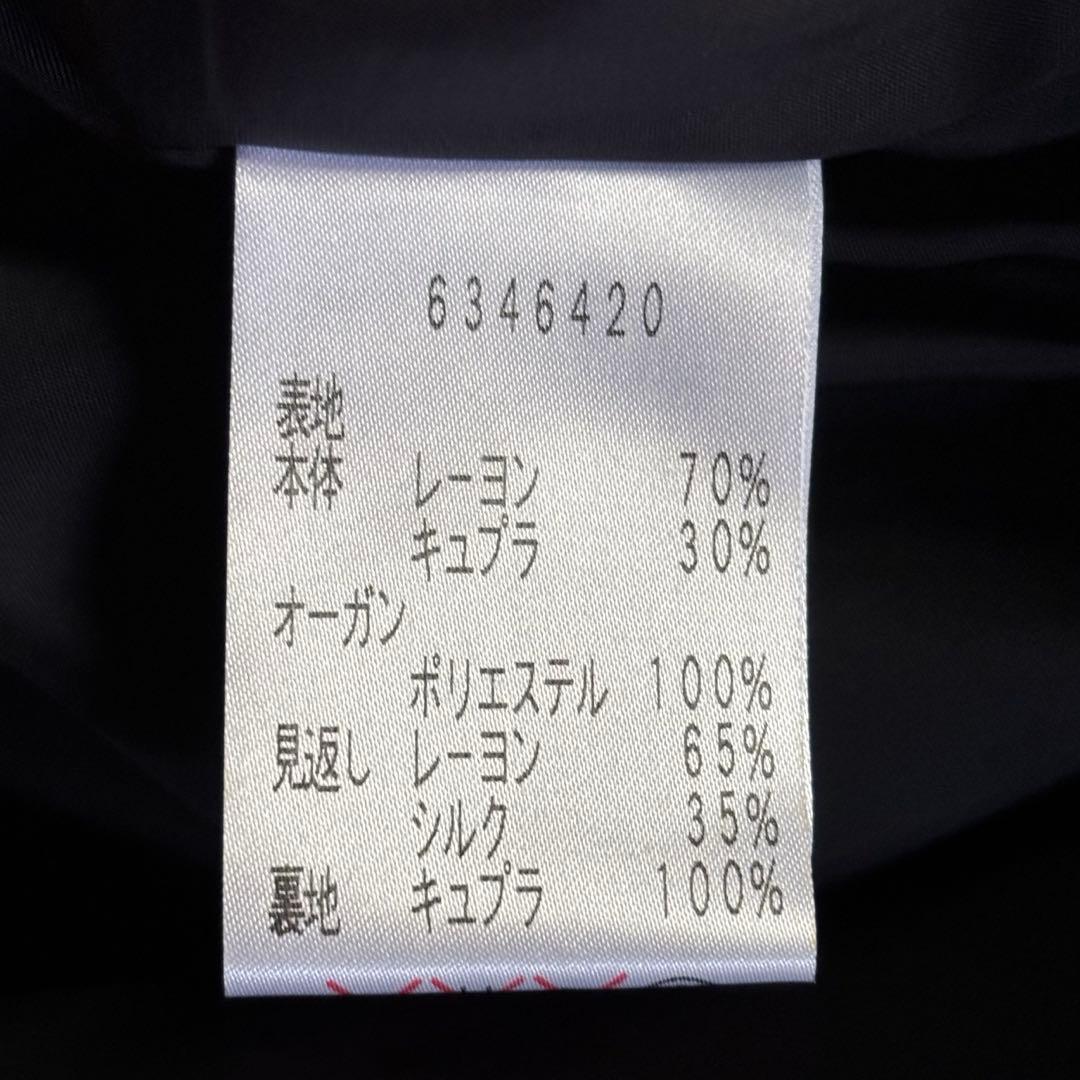 6346420
表地
本体 レーヨン 70%
キュプラ 30%
オーガン
ポリエステル 100%
見返し レーヨン 65%
シルク 35%
裏地 キュプラ 100%